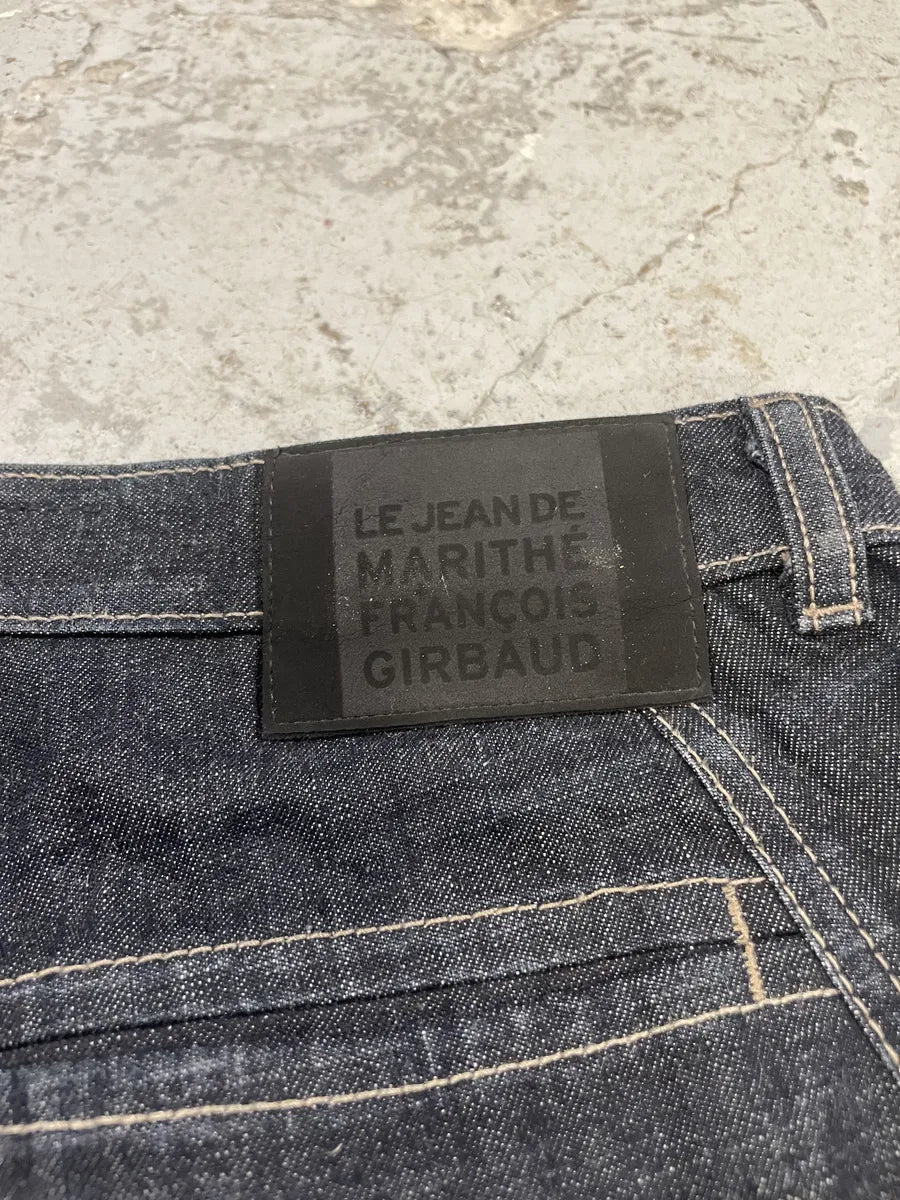 LE JEAN DE
MARITHÉ
FRANÇOIS
GIRBAUD